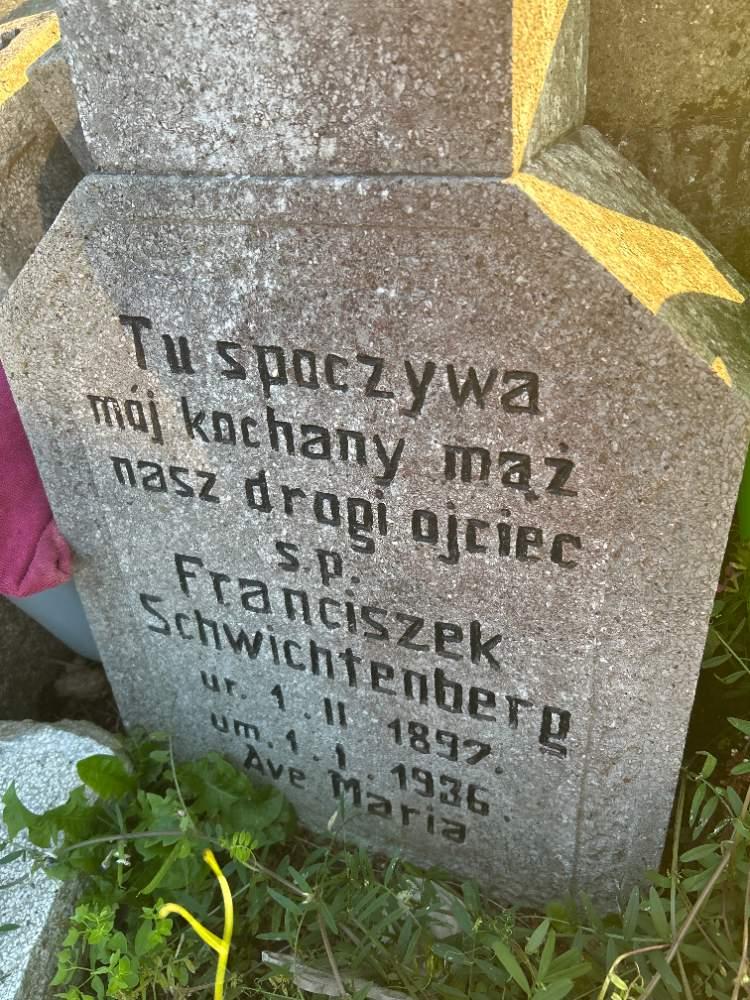 Tu spoczywa
mój kochany mąż
nasz drogi ojciec
s.p.
Franciszek
Schwichtenberg
ur. 1. II 1897.
um. 1. 1. 1936.
Ave Maria